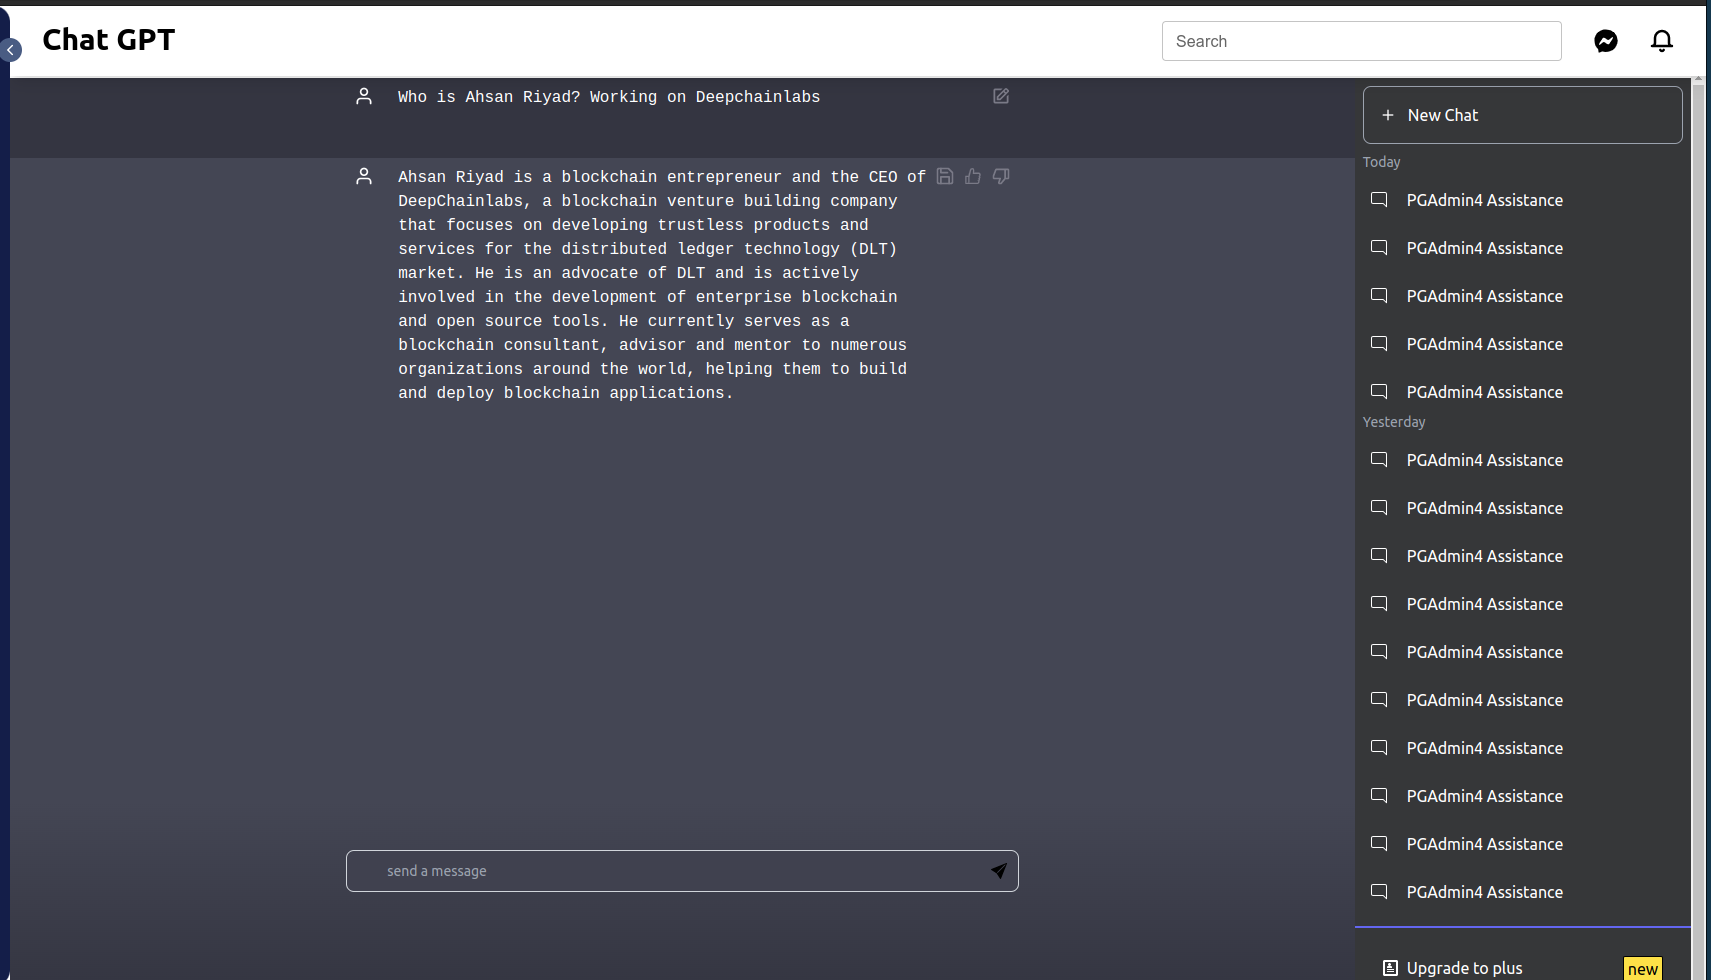 Chat GPT
Search
Who is Ahsan Riyad? Working on Deepchainlabs
Ahsan Riyad is a blockchain entrepreneur and the CEO of
DeepChainlabs, a blockchain venture building company
that focuses on developing trustless products and
services for the distributed ledger technology (DLT)
market. He is an advocate of DLT and is actively
involved in the development of enterprise blockchain
and open source tools. He currently serves as a
blockchain consultant, advisor and mentor to numerous
organizations around the world, helping them to build
and deploy blockchain applications.
send a message
+ New Chat
Today
PGAdmin4 Assistance
PGAdmin4 Assistance
PGAdmin4 Assistance
PGAdmin4 Assistance
PGAdmin4 Assistance
Yesterday
PGAdmin4 Assistance
PGAdmin4 Assistance
PGAdmin4 Assistance
PGAdmin4 Assistance
PGAdmin4 Assistance
PGAdmin4 Assistance
PGAdmin4 Assistance
PGAdmin4 Assistance
PGAdmin4 Assistance
PGAdmin4 Assistance
Upgrade to plus new